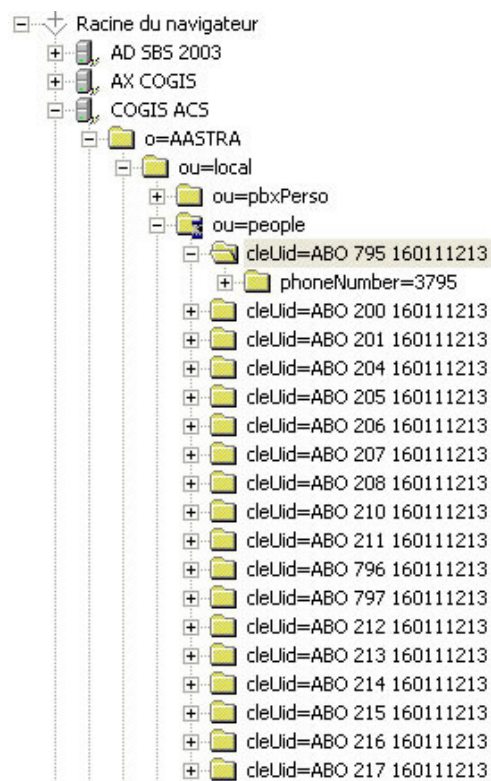 Racine du navigateur
AD SBS 2003
AX COGIS
COGIS ACS
o=AASTRA
ou=local
ou=pbxPerso
ou=people
cleUid=ABO 795 160111213
phoneNumber=3795
cleUid=ABO 200 160111213
cleUid=ABO 201 160111213
cleUid=ABO 204 160111213
cleUid=ABO 205 160111213
cleUid=ABO 206 160111213
cleUid=ABO 207 160111213
cleUid=ABO 208 160111213
cleUid=ABO 210 160111213
cleUid=ABO 211 160111213
cleUid=ABO 796 160111213
cleUid=ABO 797 160111213
cleUid=ABO 212 160111213
cleUid=ABO 213 160111213
cleUid=ABO 214 160111213
cleUid=ABO 215 160111213
cleUid=ABO 216 160111213
cleUid=ABO 217 160111213